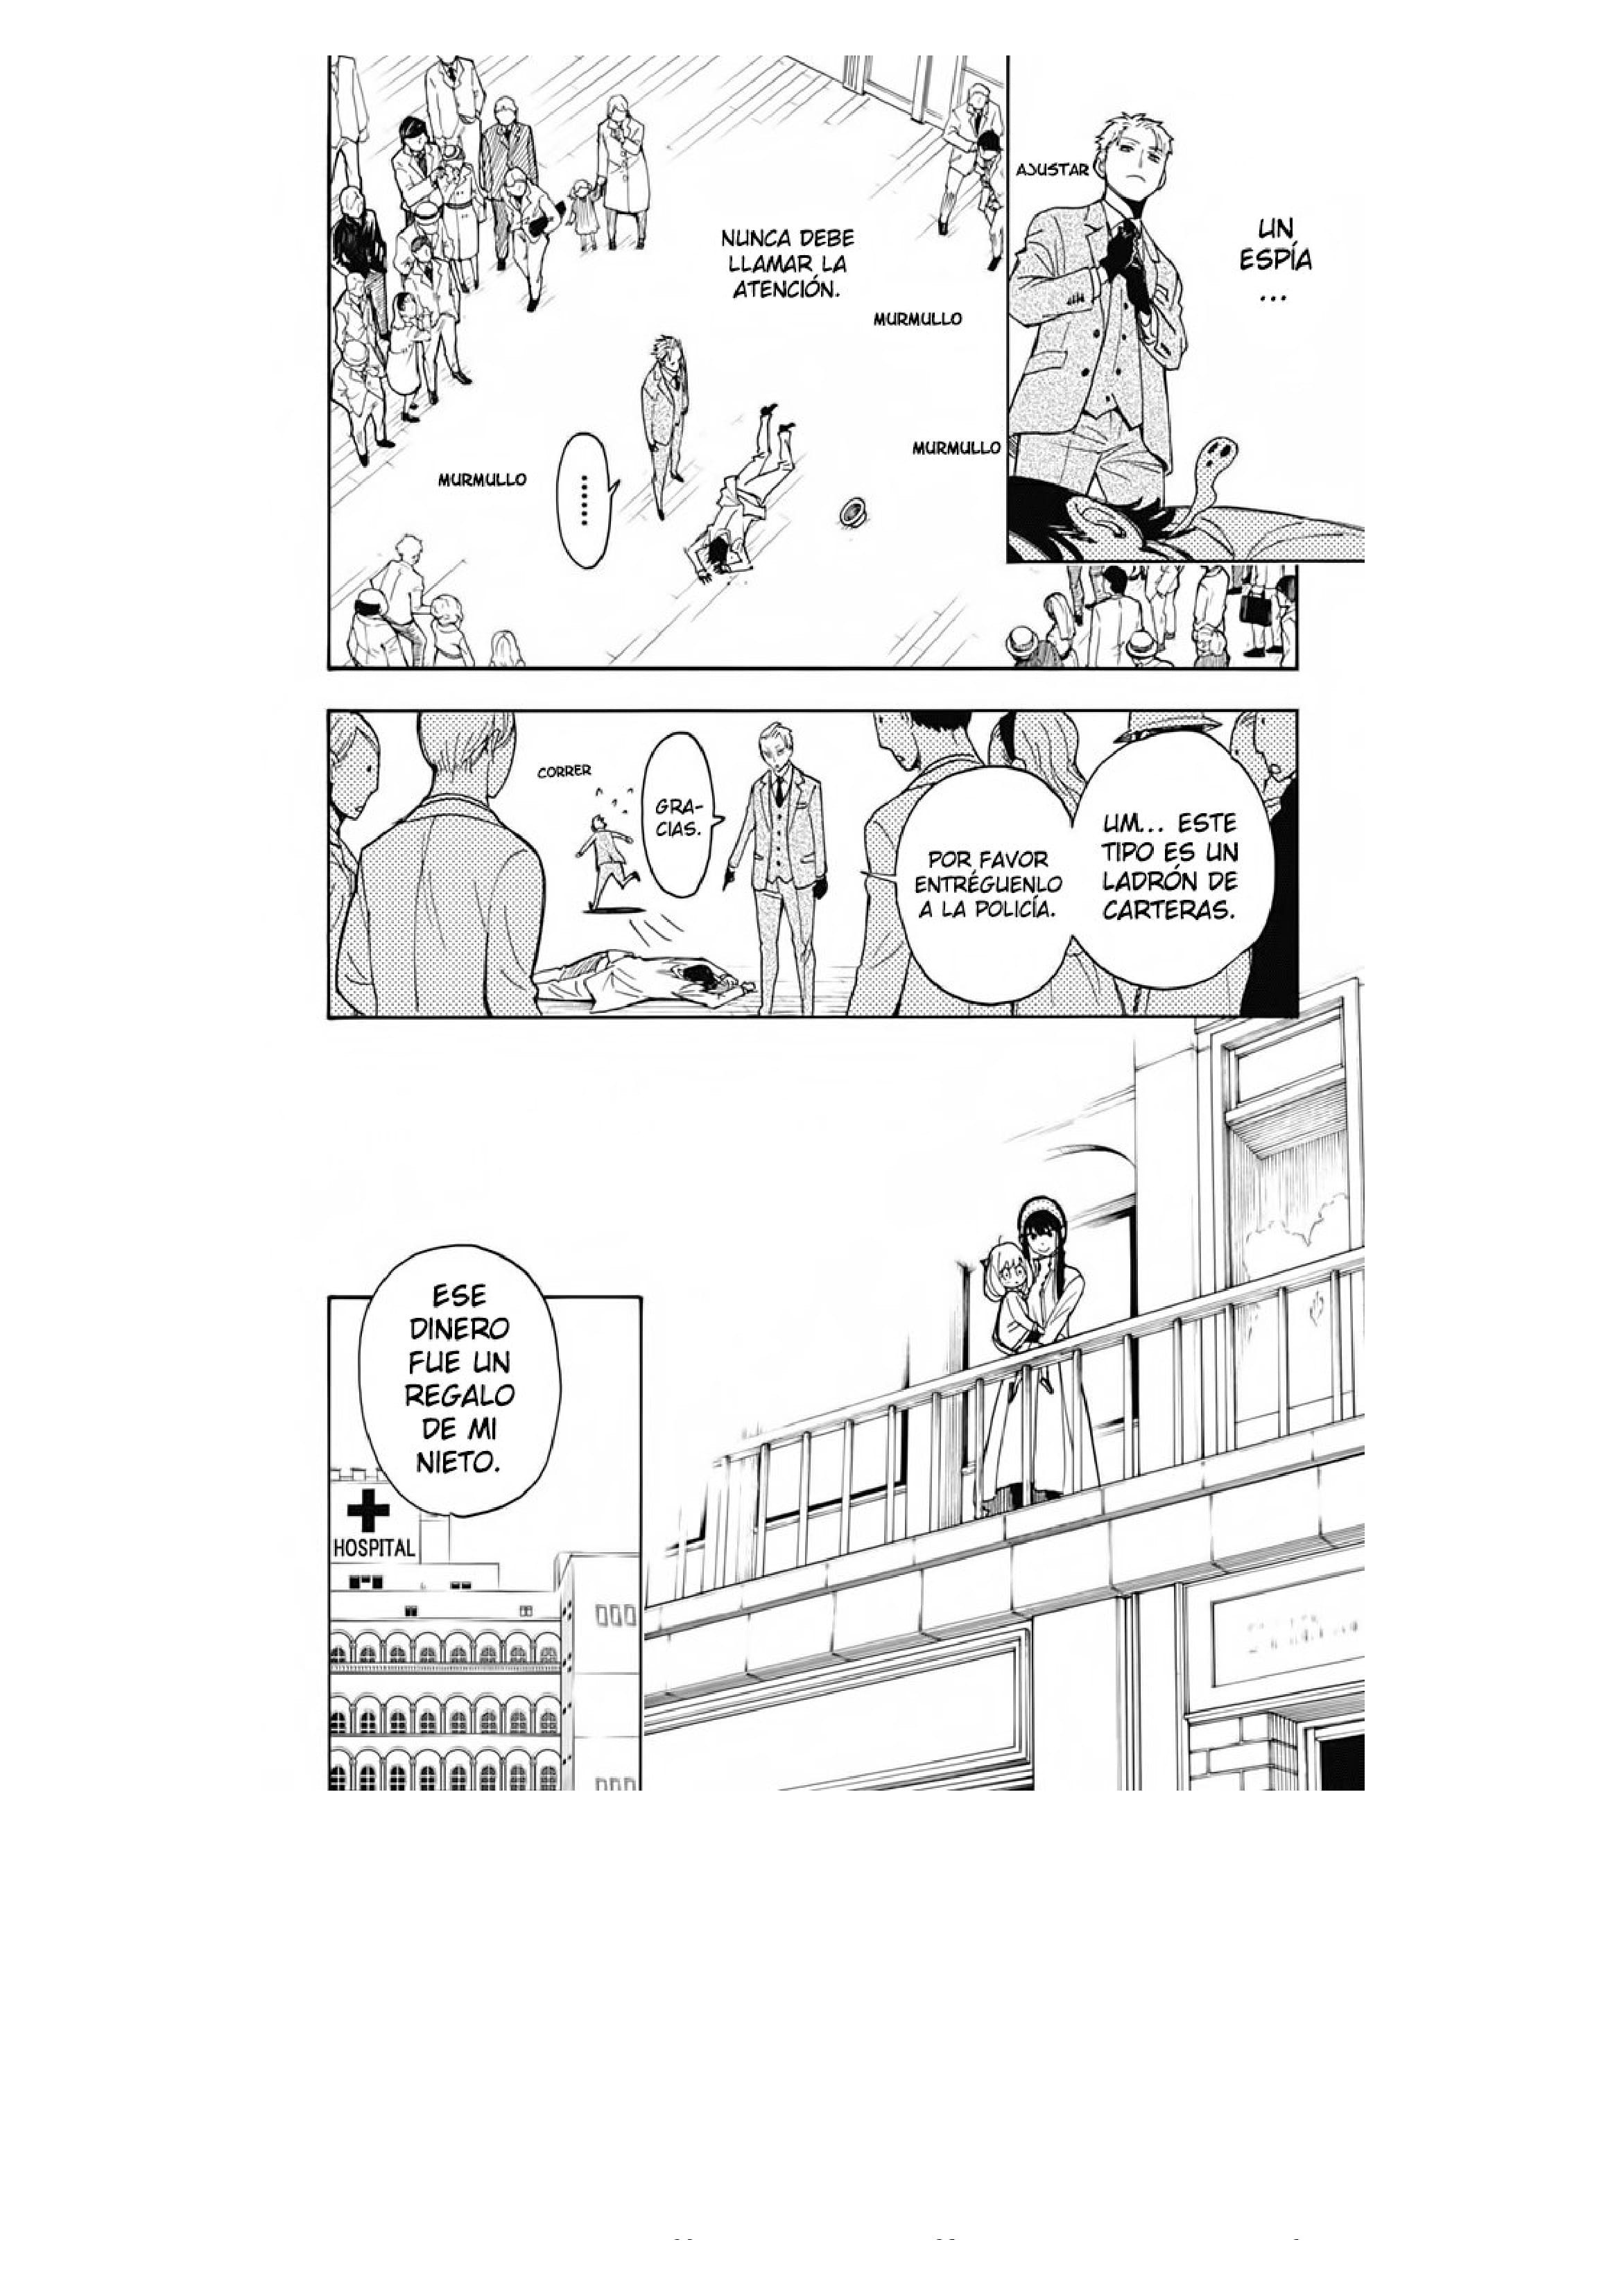 UN
ESPÍA
...
AJUSTAR
NUNCA DEBE
LLAMAR LA
ATENCIÓN.
MURMULLO
MURMULLO
MURMULLO
......
UM... ESTE
TIPO ES UN
LADRÓN DE
CARTERAS.
POR FAVOR
ENTRÉGUENLO
A LA POLICÍA.
GRA-
CIAS.
CORRER
ESE
DINERO
FUE UN
REGALO
DE MI
NIETO.
HOSPITAL